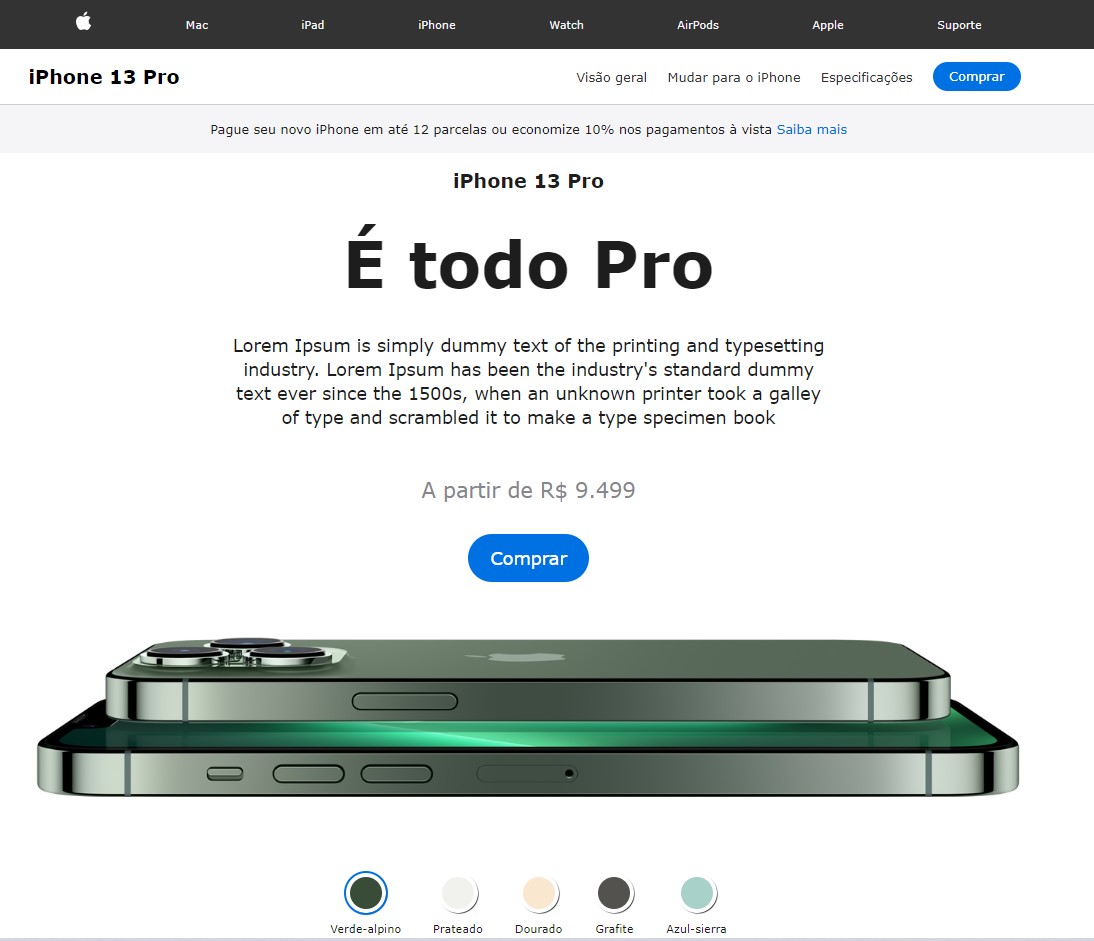 Mac iPad iPhone Watch AirPods Apple Suporte
iPhone 13 Pro Visão geral Mudar para o iPhone Especificações Comprar
Pague seu novo iPhone em até 12 parcelas ou economize 10% nos pagamentos à vista Saiba mais
iPhone 13 Pro
É todo Pro
Lorem Ipsum is simply dummy text of the printing and typesetting
industry. Lorem Ipsum has been the industry's standard dummy
text ever since the 1500s, when an unknown printer took a galley
of type and scrambled it to make a type specimen book
A partir de R$ 9.499
Comprar
Verde-alpino Prateado Dourado Grafite Azul-sierra